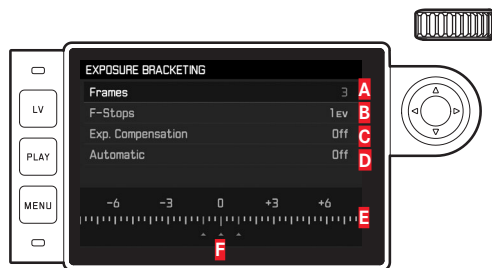 EXPOSURE BRACKETING
Frames 3 A
F-Stops 1EV B
Exp. Compensation Off C
Automatic Off D
LV
PLAY
MENU
-6 -3 0 +3 +6
E
F